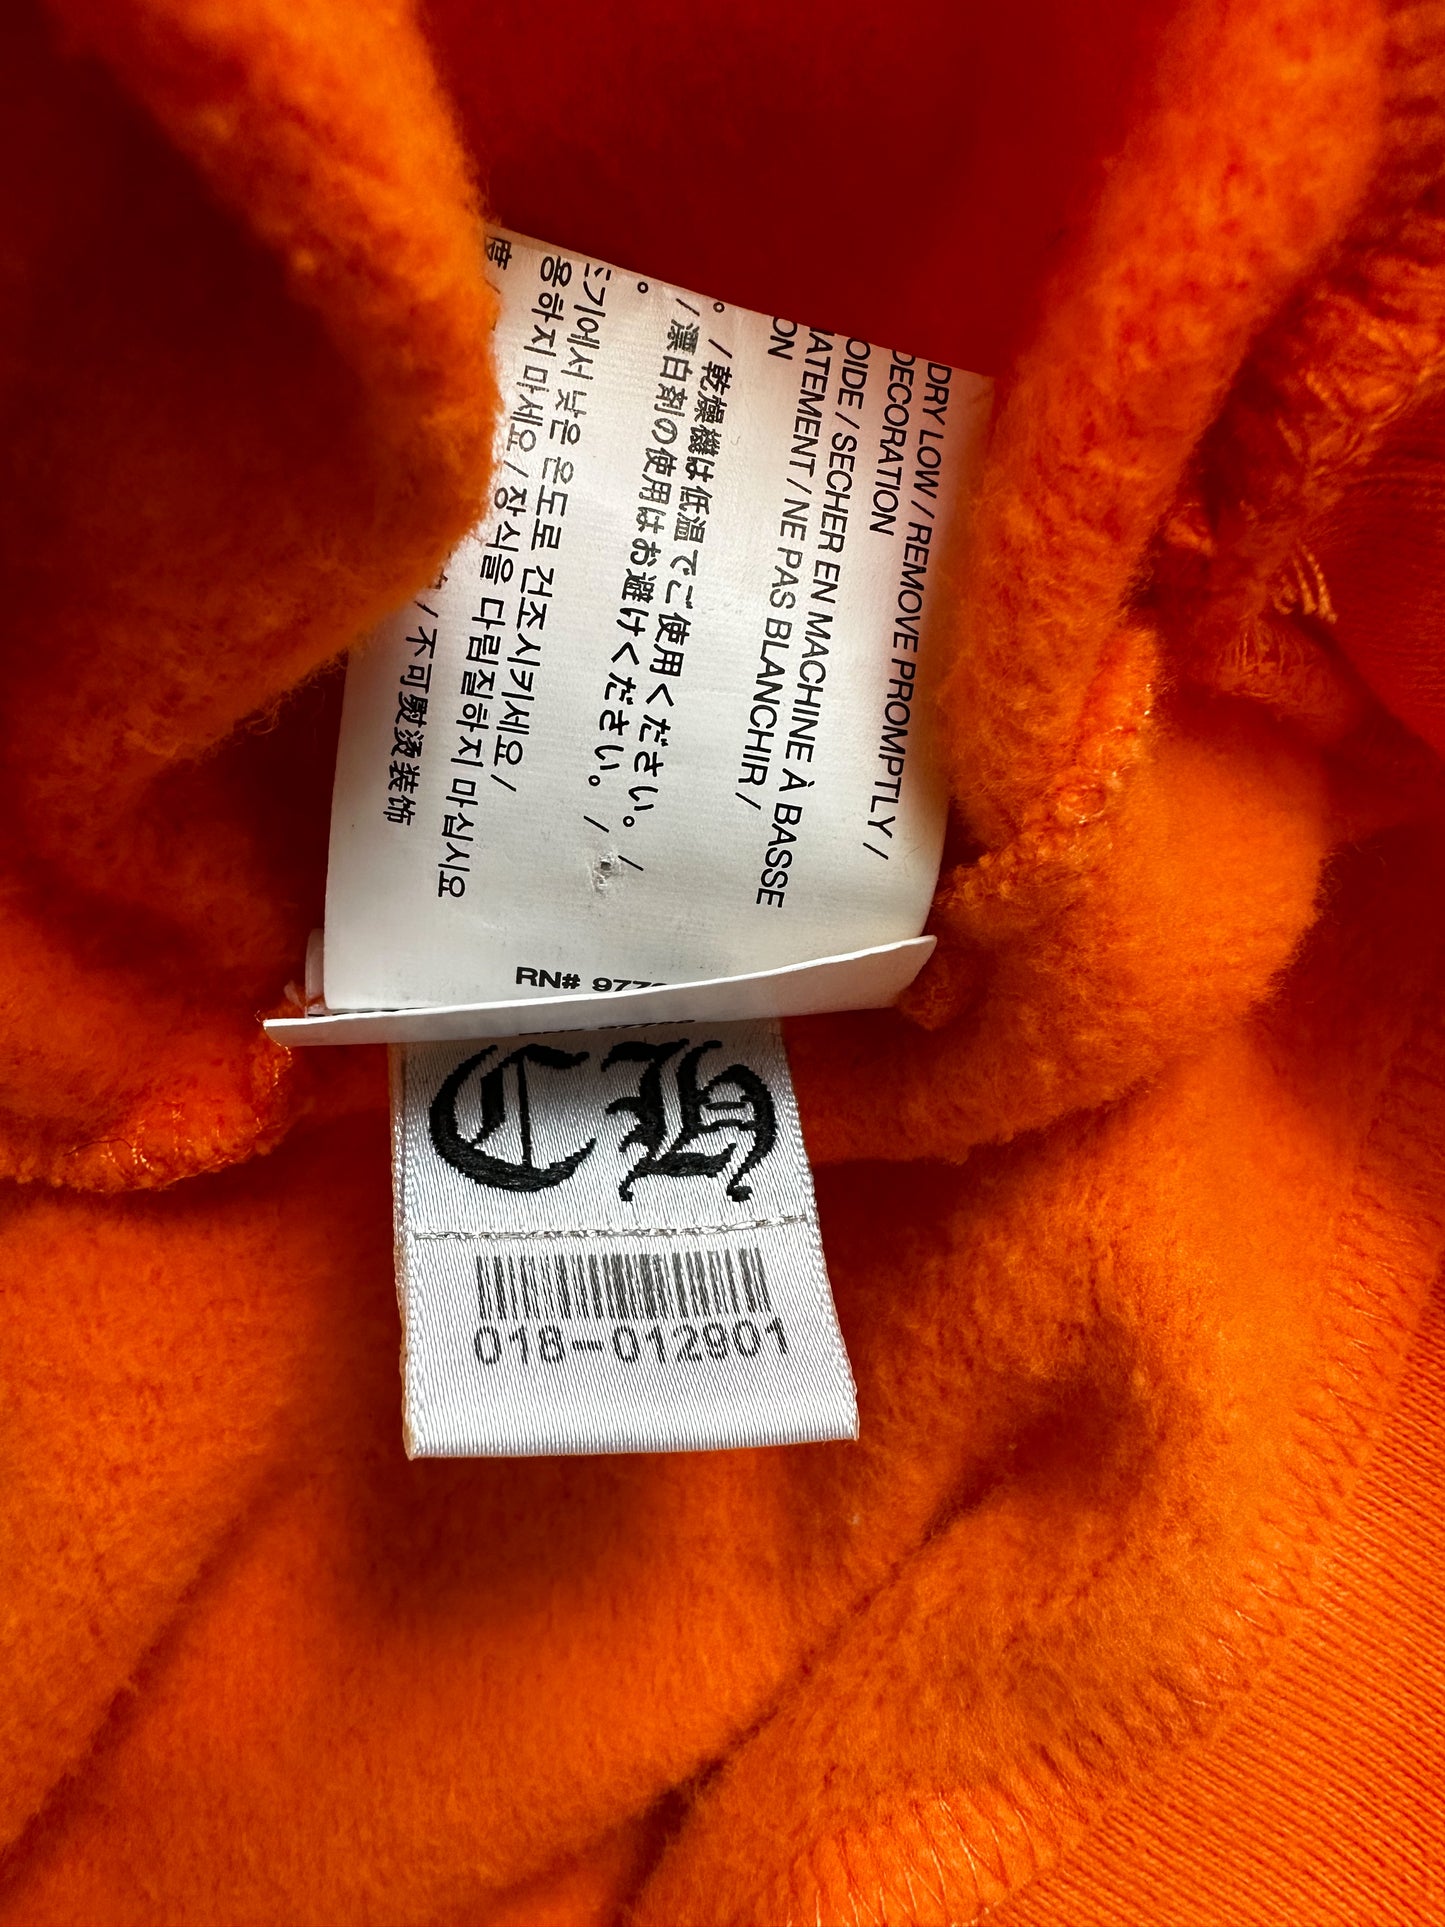 DRY LOW / REMOVE PROMPTLY /
DECORATION
OIDE / SECHER EN MACHINE À BASSE
ATEMENT / NE PAS BLANCHIR /
ON
。/ 乾燥機は低温でご使用ください。/
/ 漂白剤の使用はお避けください。/
。
기에서 낮은 온도로 건조시키세요 /
용하지 마세요 / 장식을 다림질하지 마십시오
度 /
/ 不可熨烫装饰
RN# 977
CH
018-012901